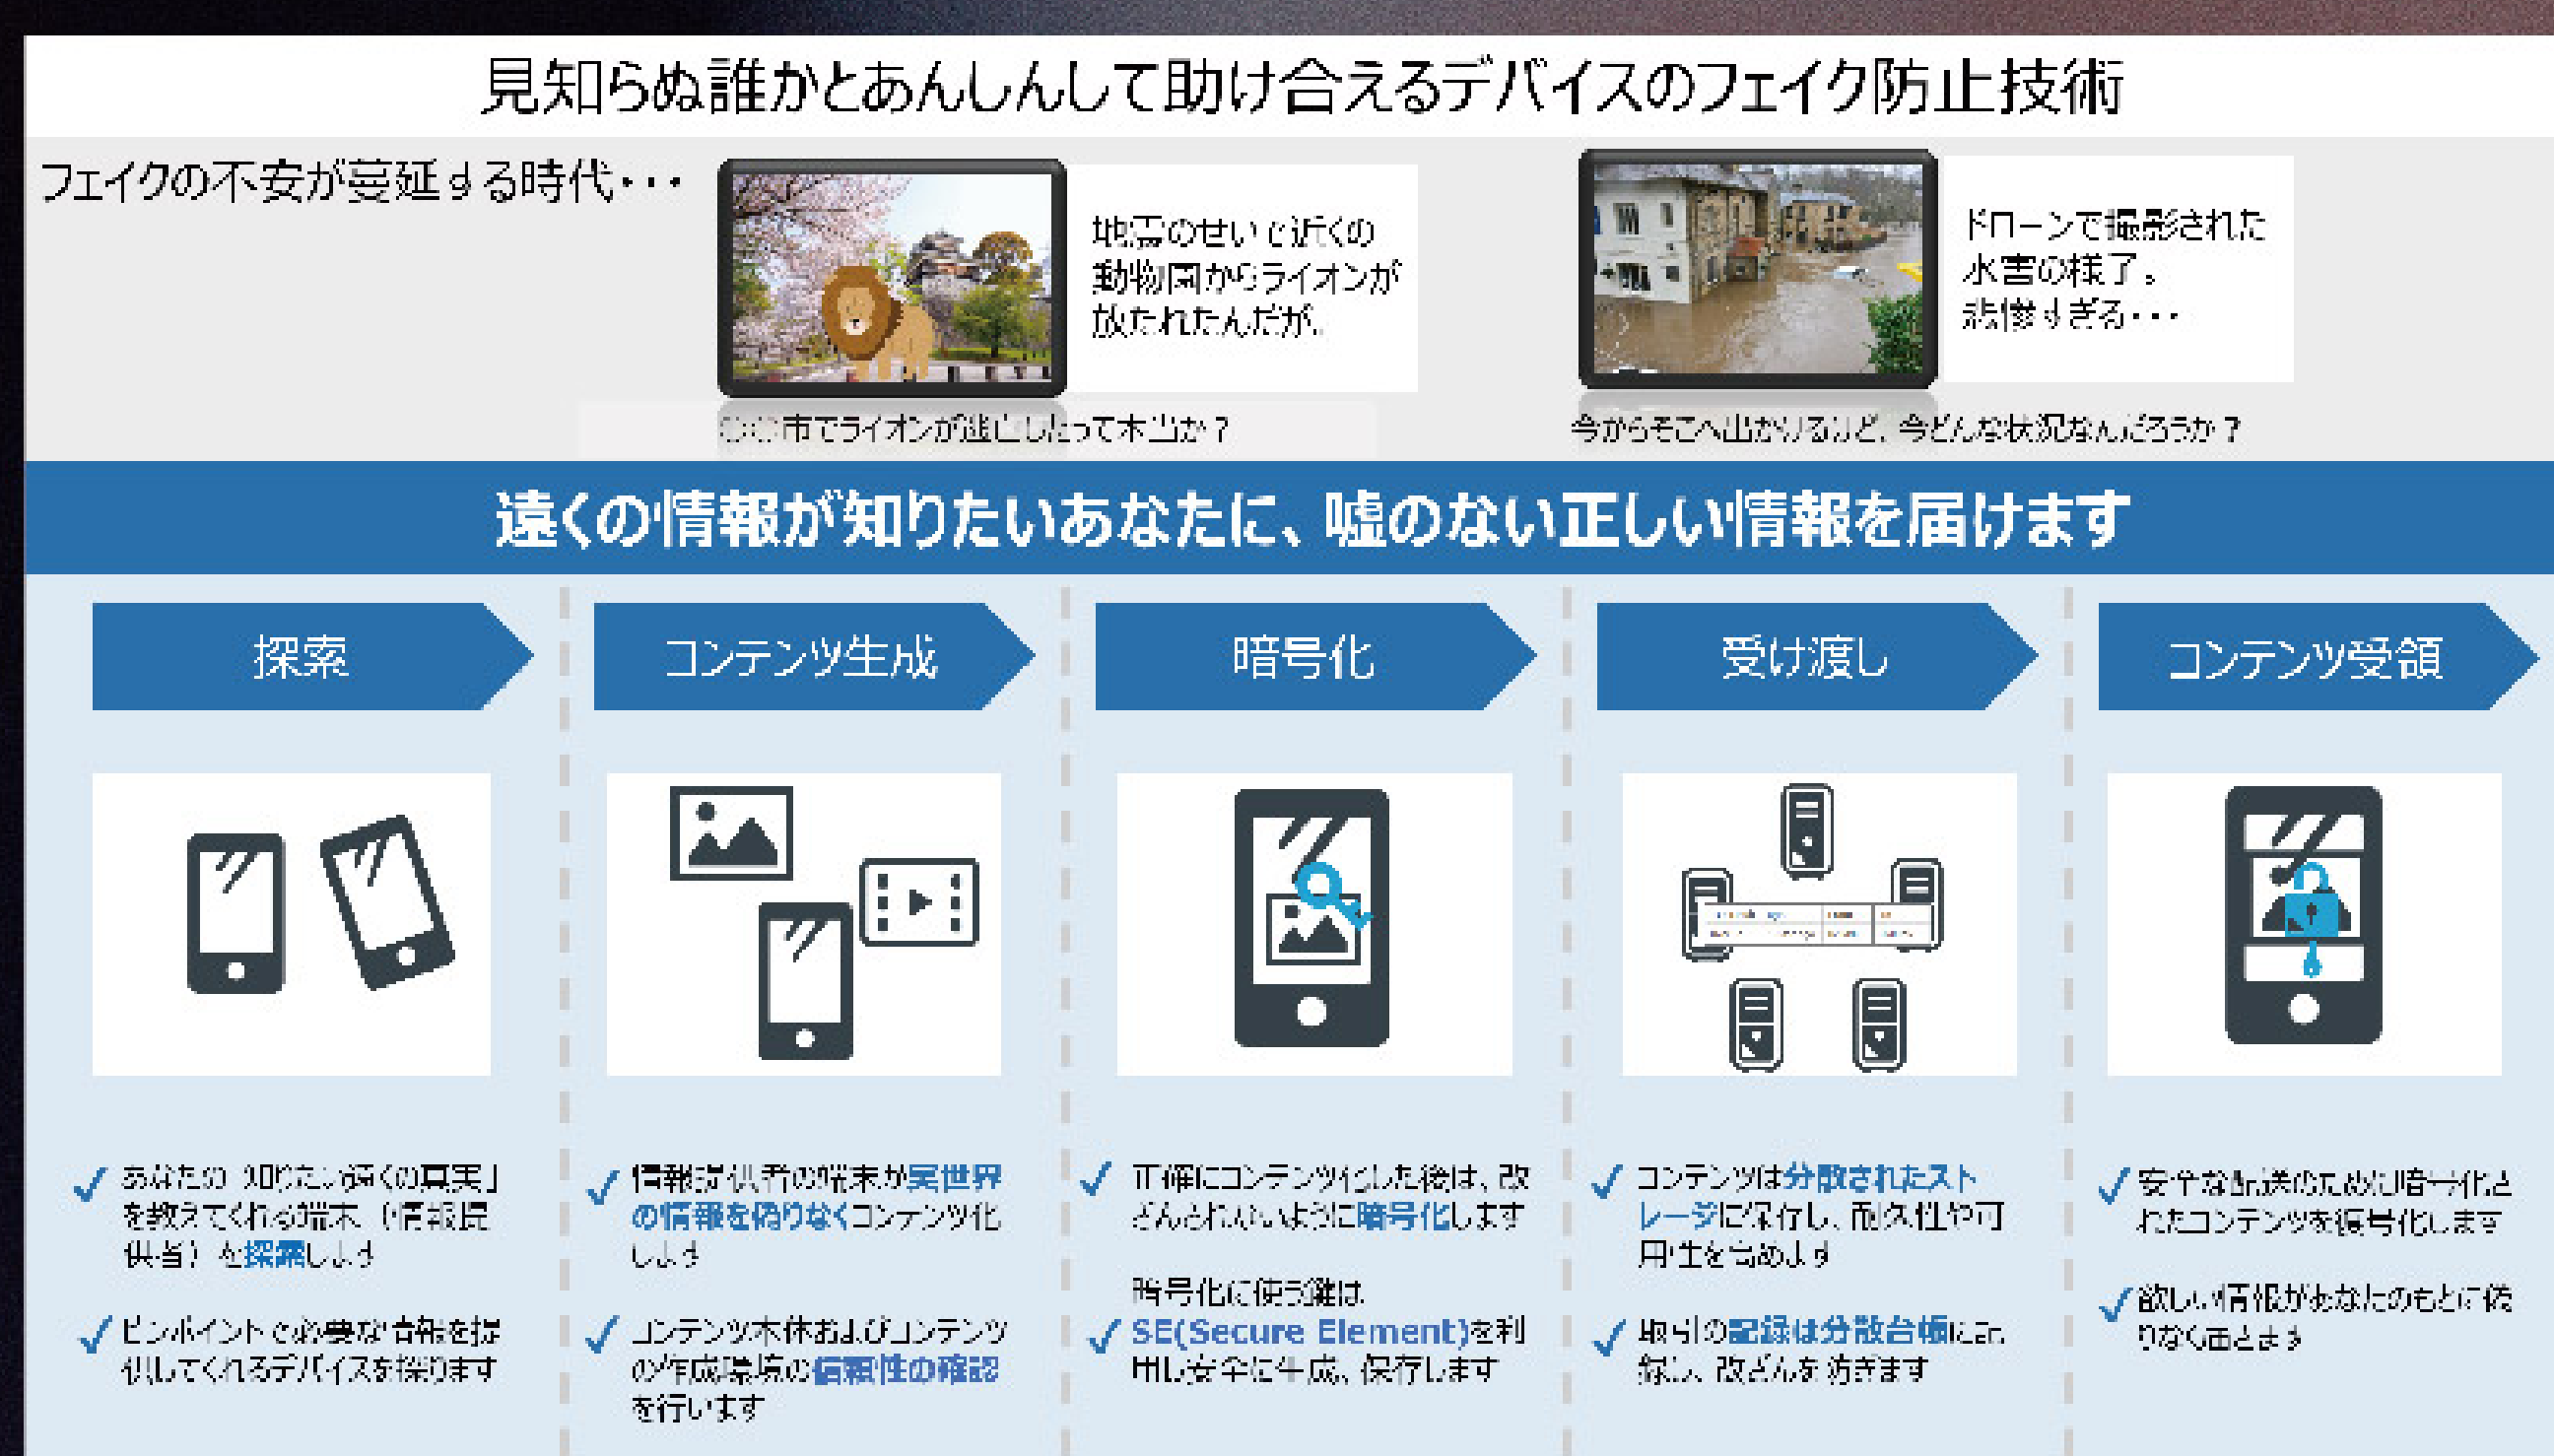 見知らぬ誰かとあんしんして助け合えるデバイスのフェイク防止技術
フェイクの不安が蔓延する時代・・・
地震のせいで近くの
動物園からライオンが
放たれたんだが。
ドローンで撮影された
水害の様子。
悲惨すぎる・・・
市でライオンが逃亡したって本当か？
今からそこへ出かけるけど、今どんな状況なんだろうか？
遠くの情報が知りたいあなたに、嘘のない正しい情報を届けます
探索
コンテンツ生成
暗号化
受け渡し
コンテンツ受領
あなたの「知りたい遠くの真実」
を教えてくれる端末（情報提
供者）を探索します
ピンポイントで必要な情報を提
供してくれるデバイスを探ります
情報提供者の端末が実世界
の情報を偽りなくコンテンツ化
します
コンテンツ本体およびコンテンツ
の作成環境の信頼性の確認
を行います
正確にコンテンツ化した後は、改
ざんされないように暗号化します
暗号化に使う鍵は
SE(Secure Element)を利
用し安全に生成、保存します
コンテンツは分散されたスト
レージに保存し、耐久性や可
用性を高めます
取引の記録は分散台帳に記
録し、改ざんを防ぎます
安全な配送のために暗号化さ
れたコンテンツを復号化します
欲しい情報があなたのもとに偽
りなく届きます